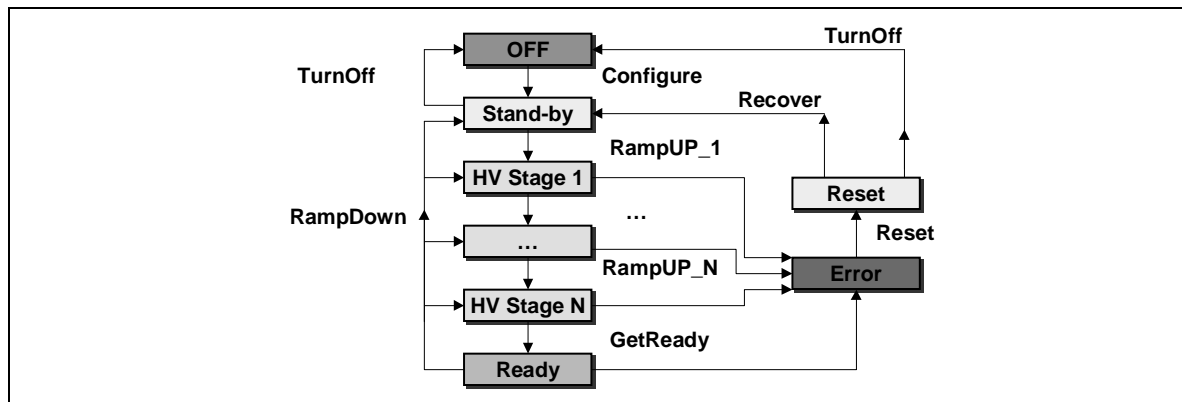 OFF
TurnOff
TurnOff
Configure
Recover
Stand-by
RampUP_1
HV Stage 1
Reset
RampDown
...
Reset
...
RampUP_N
Error
HV Stage N
GetReady
Ready